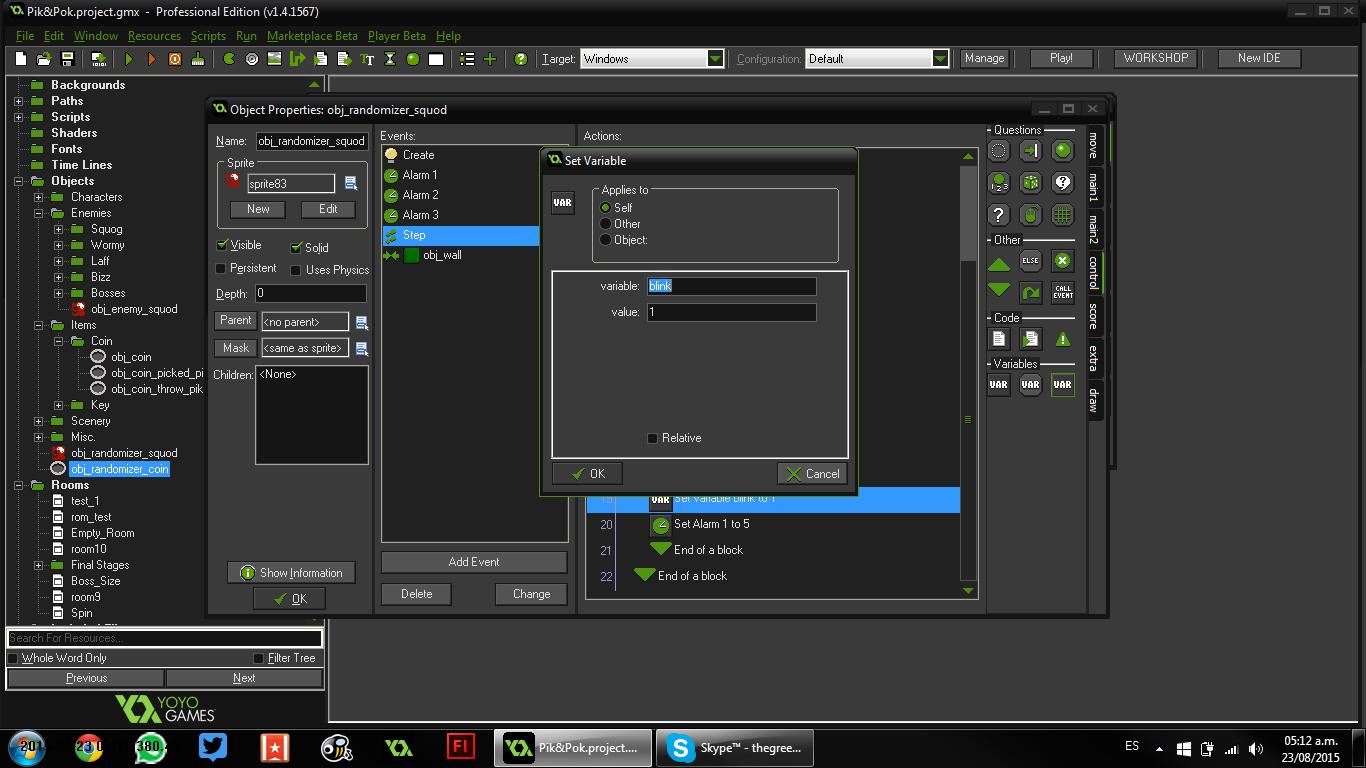 Pik&Pok.project.gmx - Professional Edition (v1.4.1567)
File Edit Window Resources Scripts Run Marketplace Beta Player Beta Help
Target: Windows Configuration: Default Manage Play! WORKSHOP New IDE
Backgrounds
Paths
Scripts
Shaders
Fonts
Time Lines
Objects
Characters
Enemies
Squog
Wormy
Laff
Bizz
Bosses
obj_enemy_squod
Items
Coin
obj_coin
obj_coin_picked_pi
obj_coin_throw_pik
Key
Scenery
Misc.
obj_randomizer_squod
obj_randomizer_coin
Rooms
test_1
rom_test
Empty_Room
room10
Final Stages
Boss_Size
room9
Spin
Search For Resources...
Whole Word Only Filter Tree
Previous Next
YOYO
GAMES
Object Properties: obj_randomizer_squod
Name: obj_randomizer_squod
Sprite
sprite83
New Edit
Visible Solid
Persistent Uses Physics
Depth: 0
Parent <no parent>
Mask <same as sprite>
Children: <None>
Show Information
OK
Events:
Create
Alarm 1
Alarm 2
Alarm 3
Step
obj_wall
Add Event
Delete Change
Actions:
Set Variable
VAR
Applies to
Self
Other
Object:
variable: blink
value: 1
Relative
OK Cancel
19 VAR Set variable blink to 1
20 Set Alarm 1 to 5
21 End of a block
22 End of a block
Questions
Other
ELSE
CALL EVENT
Code
Variables
VAR VAR VAR
move
main1
main2
control
score
extra
draw
Pik&Pok.project....
Skype™ - thegree...
ES
05:12 a.m.
23/08/2015